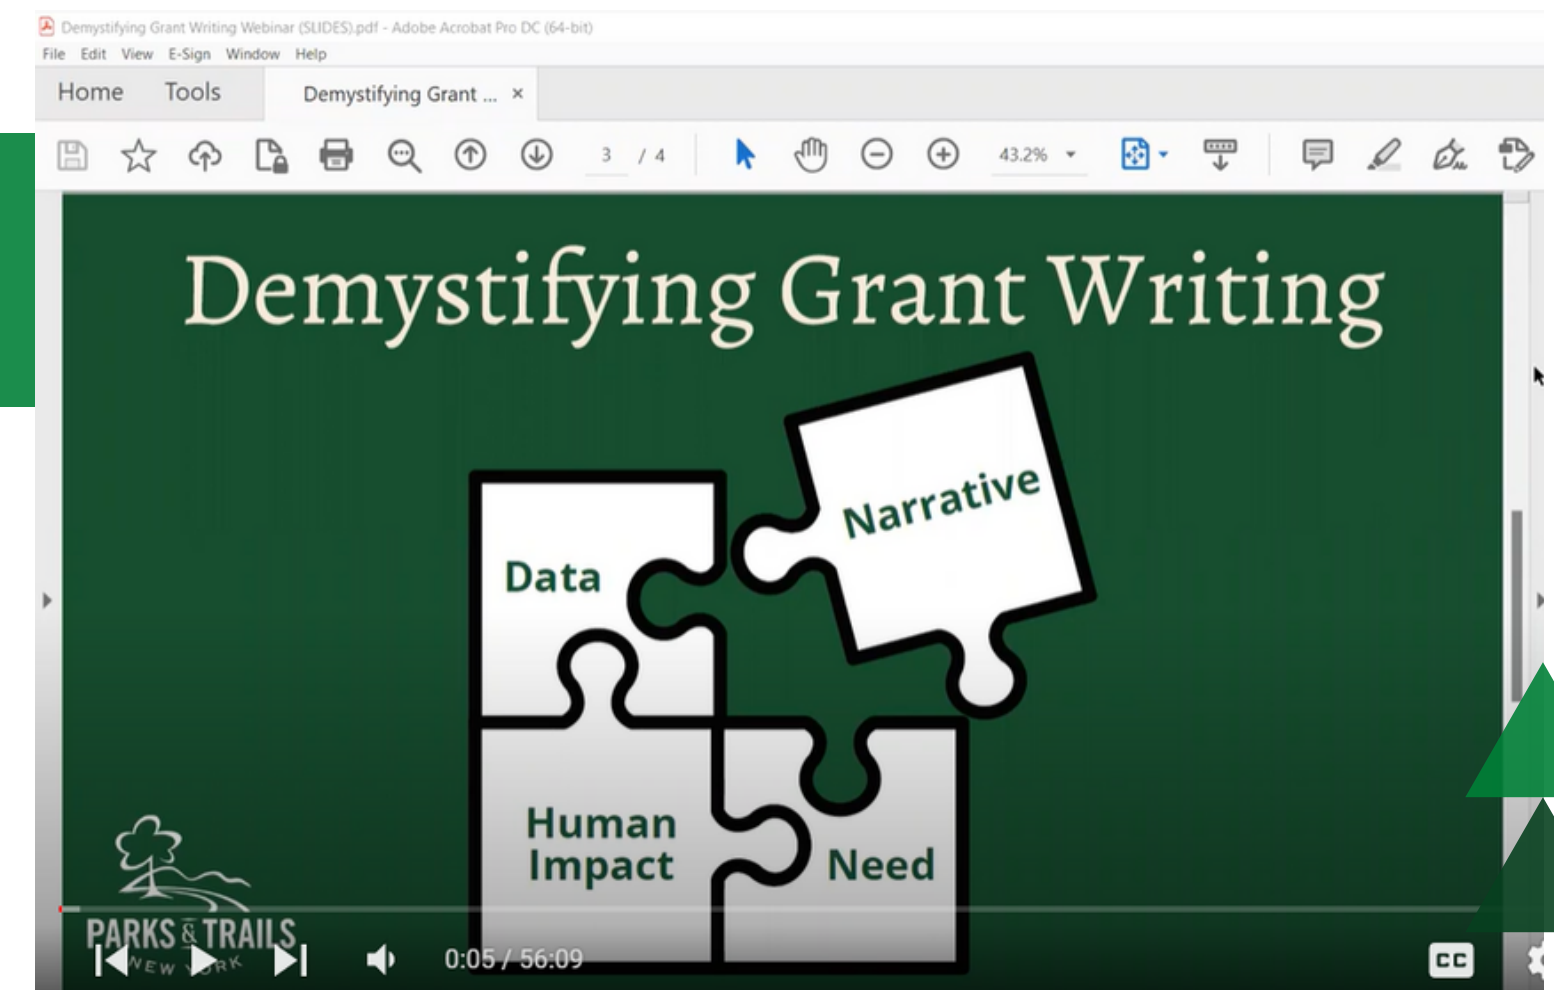 Demystifying Grant Writing Webinar (SLIDES).pdf - Adobe Acrobat Pro DC (64-bit)
File Edit View E-Sign Window Help
Home Tools Demystifying Grant ... ×
3 / 4 43.2%
Demystifying Grant Writing
Narrative
Data
Human
Impact
Need
PARKS & TRAILS
NEW YORK
0:05 / 56:09
CC